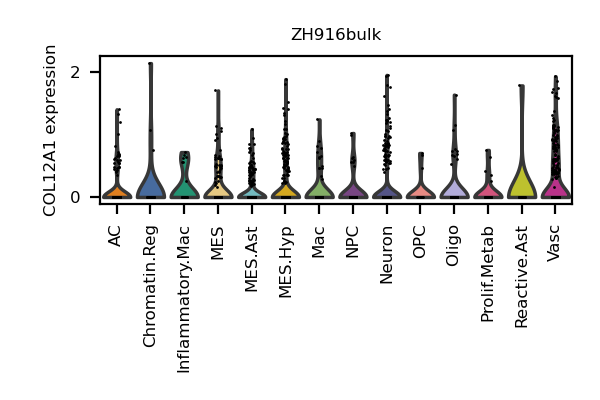 ZH916bulk
COL12A1 expression
2
0
AC
Chromatin.Reg
Inflammatory.Mac
MES
MES.Ast
MES.Hyp
Mac
NPC
Neuron
OPC
Oligo
Prolif.Metab
Reactive.Ast
Vasc